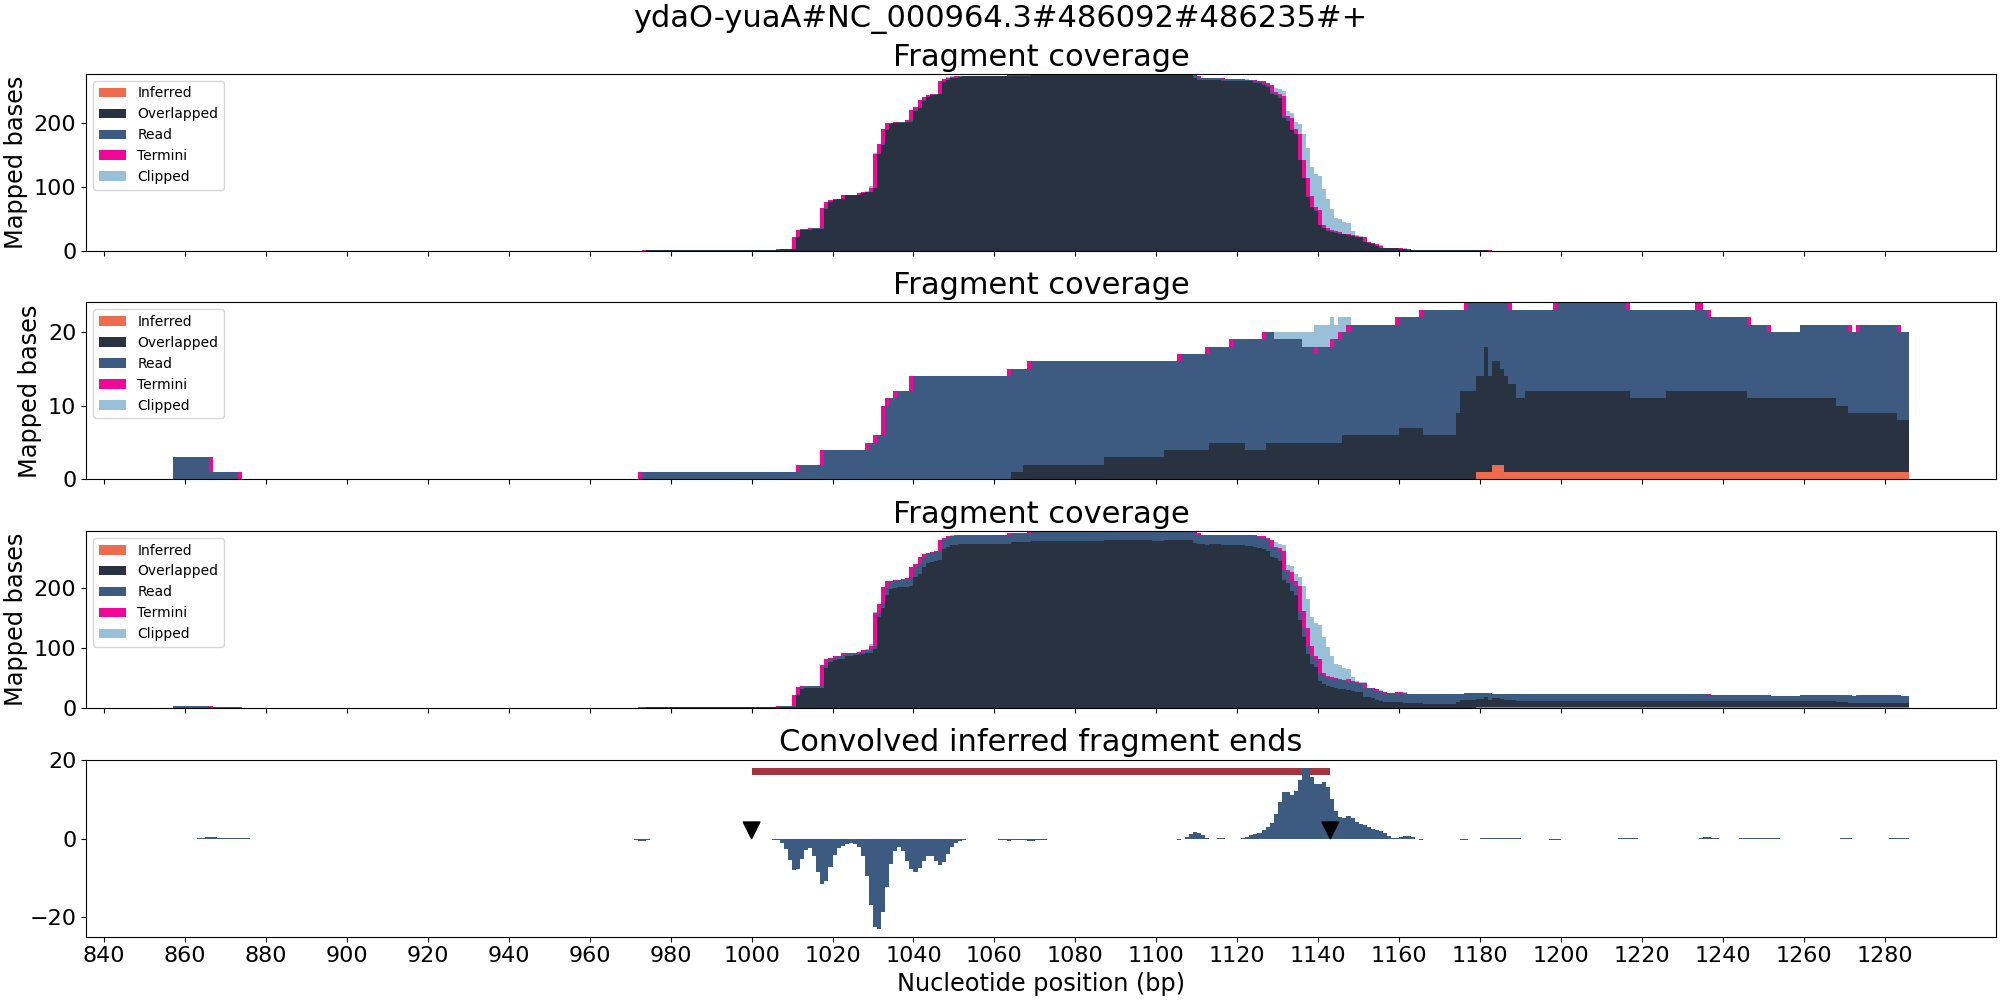 ydaO-yuaA#NC_000964.3#486092#486235#+
Fragment coverage
Mapped bases
200
100
0
Inferred
Overlapped
Read
Termini
Clipped
Fragment coverage
Mapped bases
20
10
0
Inferred
Overlapped
Read
Termini
Clipped
Fragment coverage
Mapped bases
200
100
0
Inferred
Overlapped
Read
Termini
Clipped
Convolved inferred fragment ends
20
0
−20
840 860 880 900 920 940 960 980 1000 1020 1040 1060 1080 1100 1120 1140 1160 1180 1200 1220 1240 1260 1280
Nucleotide position (bp)